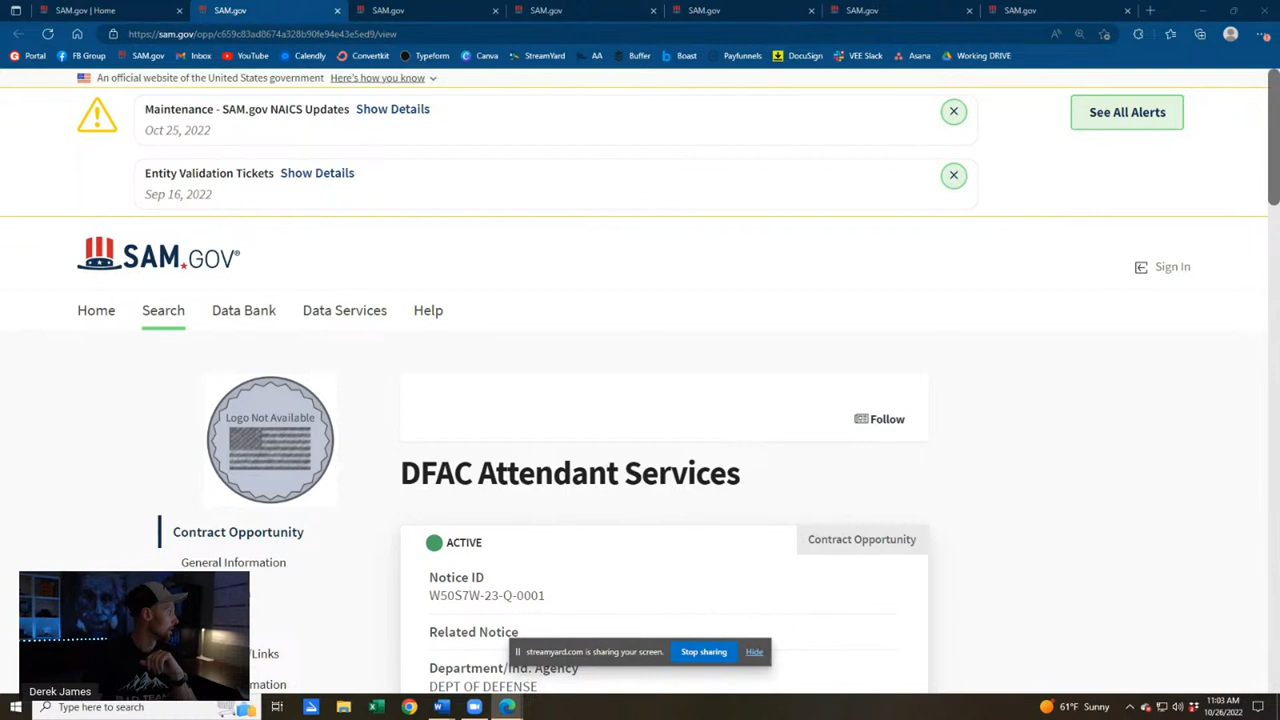 SAM.gov | Home
SAM.gov
SAM.gov
SAM.gov
SAM.gov
SAM.gov
SAM.gov
https://sam.gov/opp/c659c83ad8674a328b90fe94e43e5ed9/view
Portal
FB Group
SAM.gov
Inbox
YouTube
Calendly
Convertkit
Typeform
Canva
StreamYard
AA
Buffer
Boast
Payfunnels
DocuSign
VEE Slack
Asana
Working DRIVE
An official website of the United States government Here's how you know
Maintenance - SAM.gov NAICS Updates Show Details
Oct 25, 2022
See All Alerts
Entity Validation Tickets Show Details
Sep 16, 2022
SAM.GOV®
Sign In
Home
Search
Data Bank
Data Services
Help
Logo Not Available
Follow
DFAC Attendant Services
Contract Opportunity
General Information
ACTIVE
Contract Opportunity
Notice ID
W50S7W-23-Q-0001
Related Notice
streamyard.com is sharing your screen.
Stop sharing
Hide
/Links
Department/Ind. Agency
DEPT OF DEFENSE
mation
Derek James
Type here to search
61°F Sunny
11:03 AM
10/26/2022